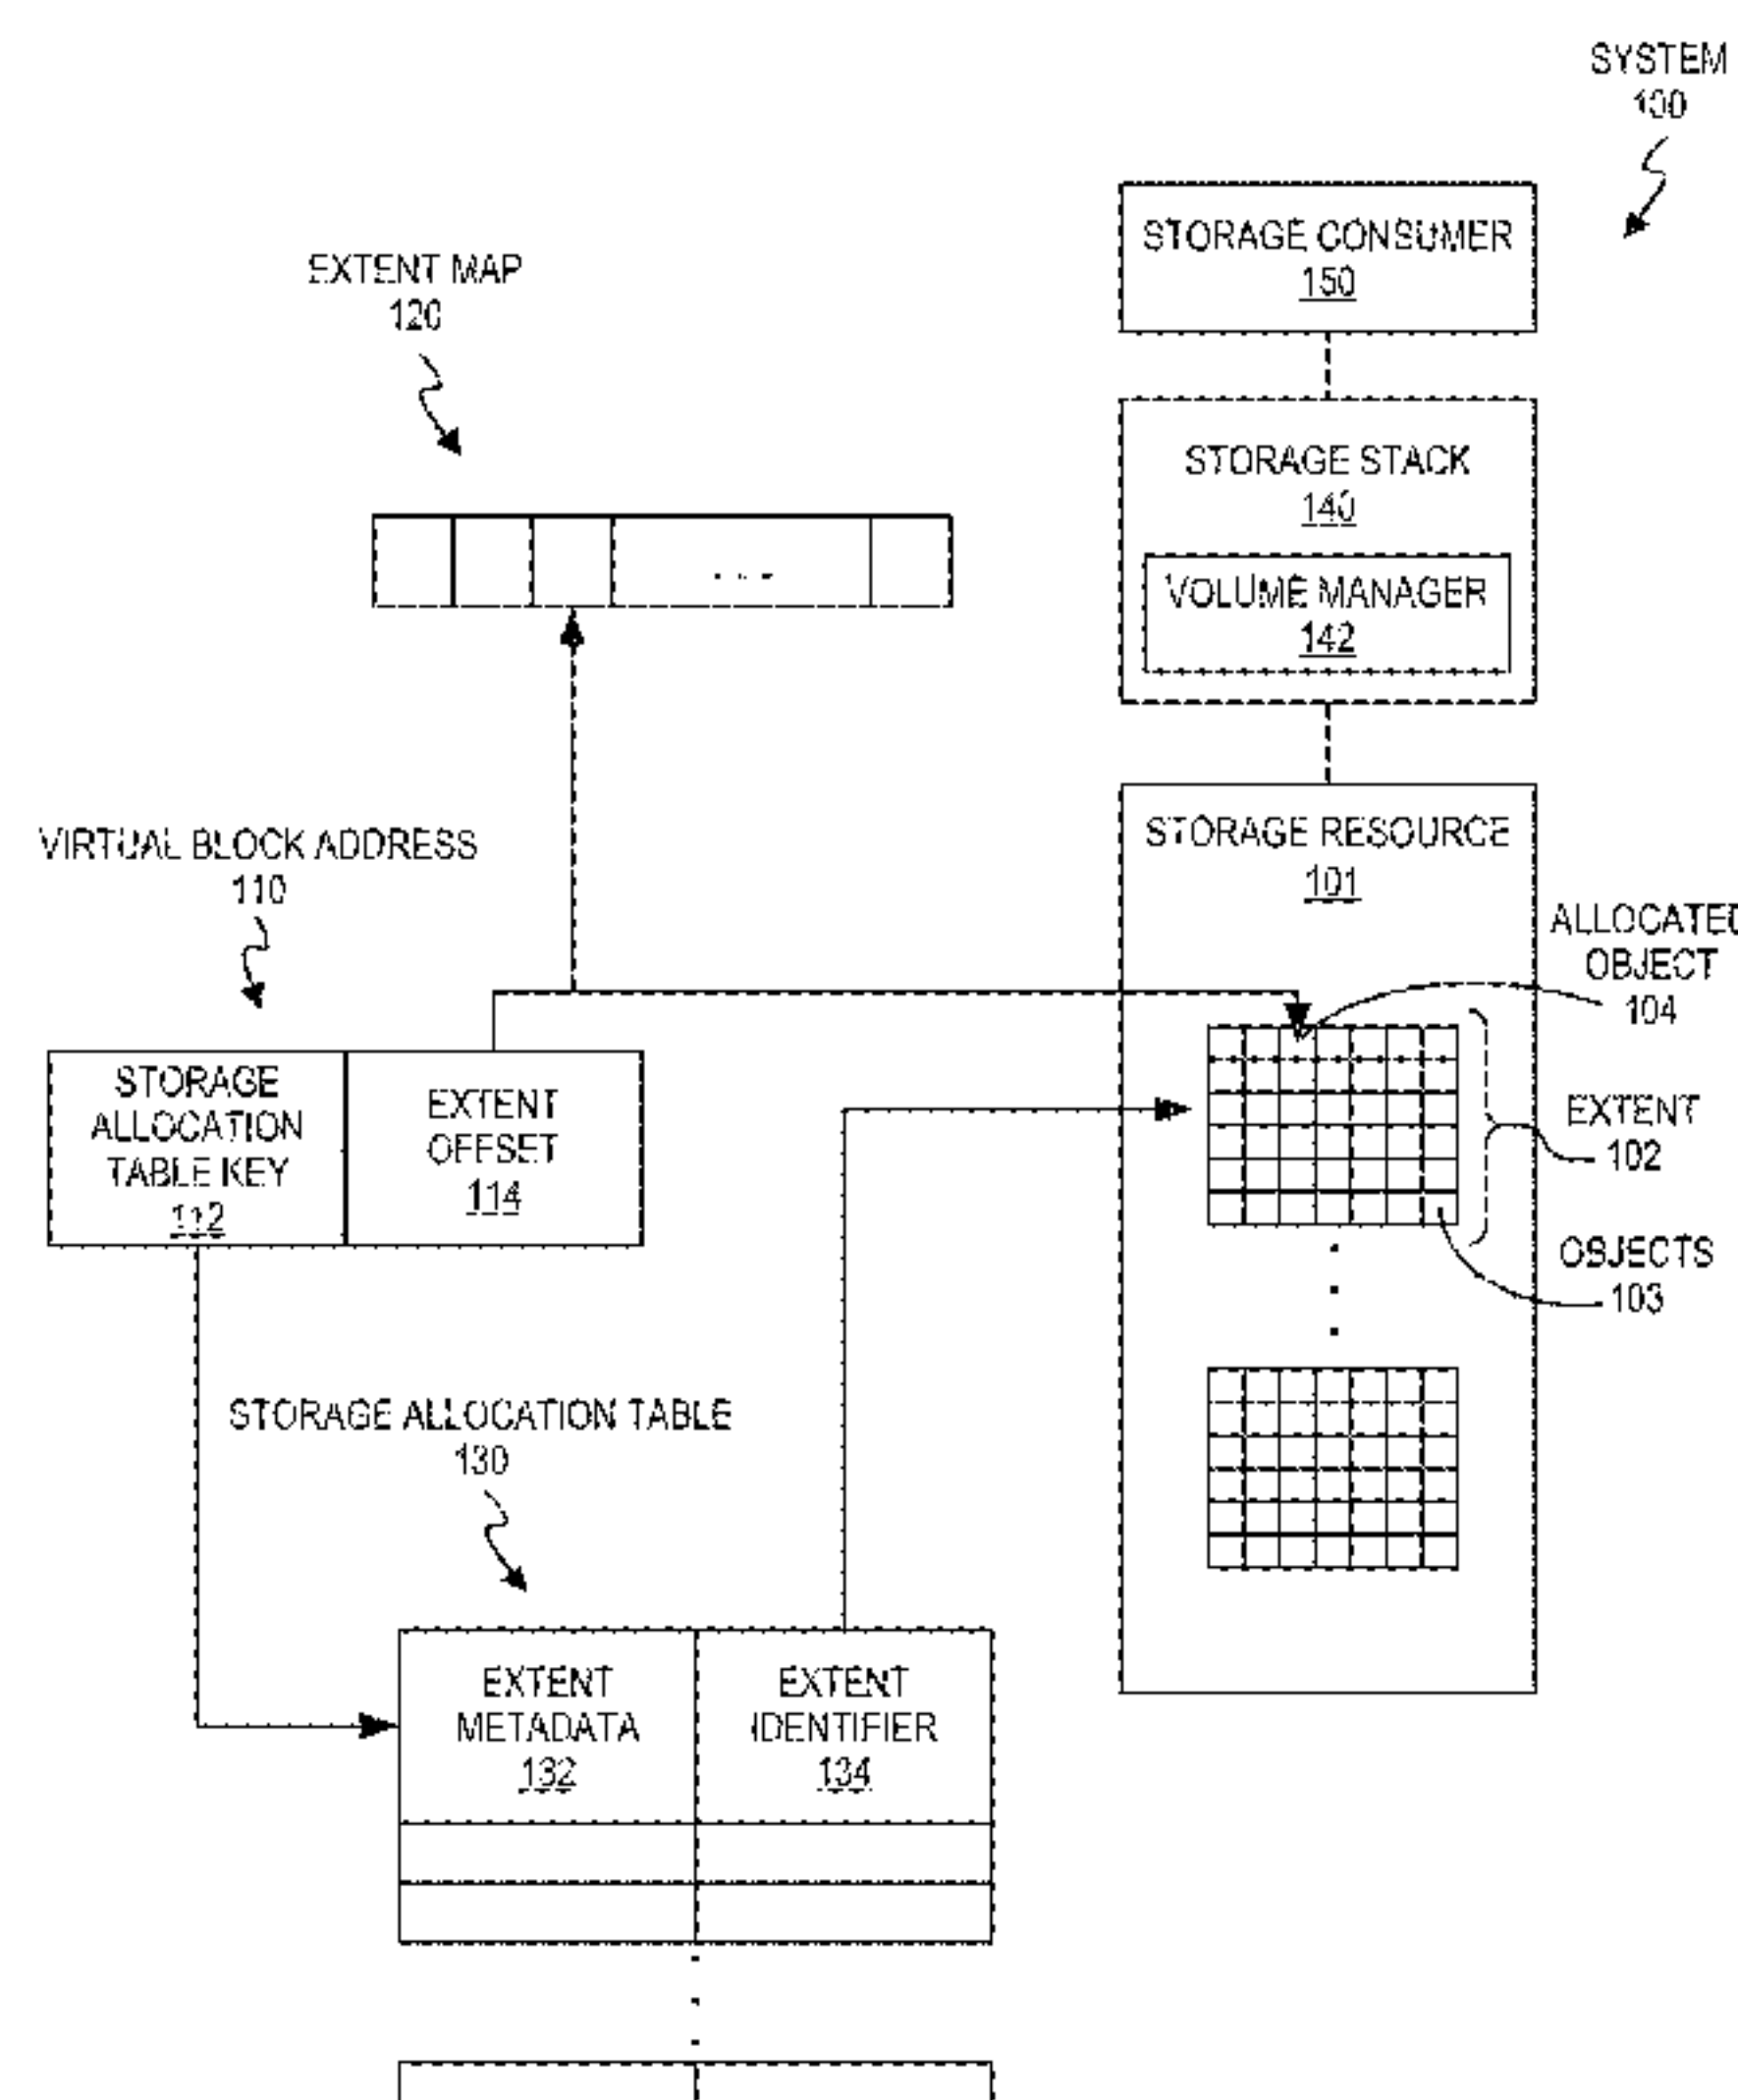 SYSTEM
100
STORAGE CONSUMER
150
EXTENT MAP
120
STORAGE STACK
140
VOLUME MANAGER
142
. . .
STORAGE RESOURCE
101
VIRTUAL BLOCK ADDRESS
110
ALLOCATED
OBJECT
104
STORAGE
ALLOCATION
TABLE KEY
112
EXTENT
OFFSET
114
EXTENT
102
OBJECTS
103
STORAGE ALLOCATION TABLE
130
EXTENT
METADATA
132
EXTENT
IDENTIFIER
134